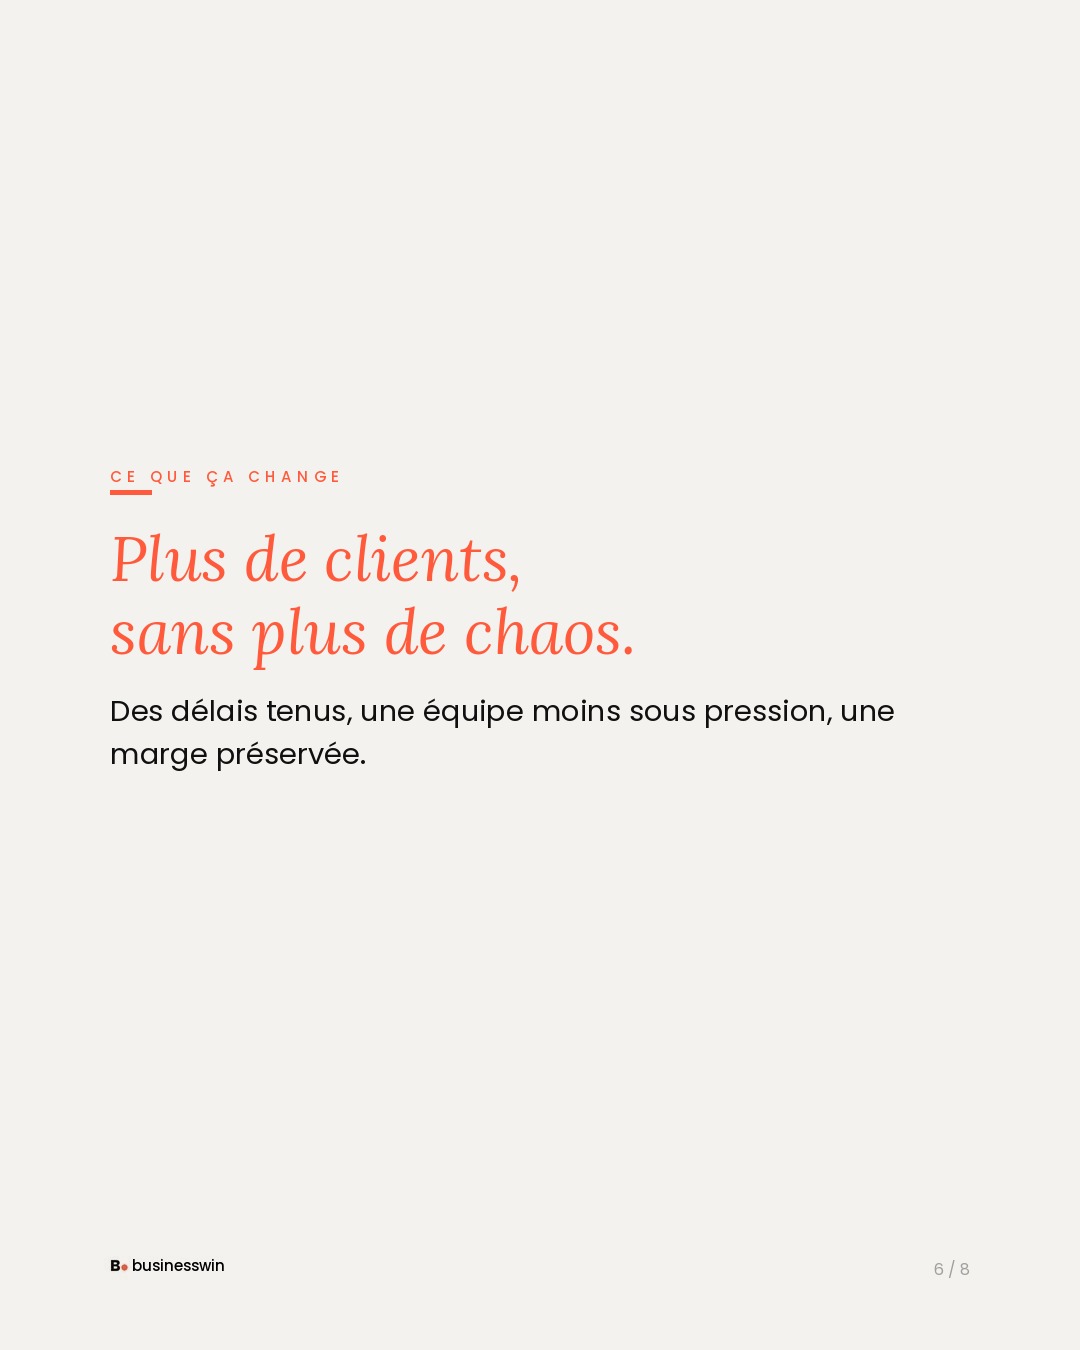 CE QUE ÇA CHANGE
Plus de clients,
sans plus de chaos.
Des délais tenus, une équipe moins sous pression, une
marge préservée.
B• businesswin
6 / 8